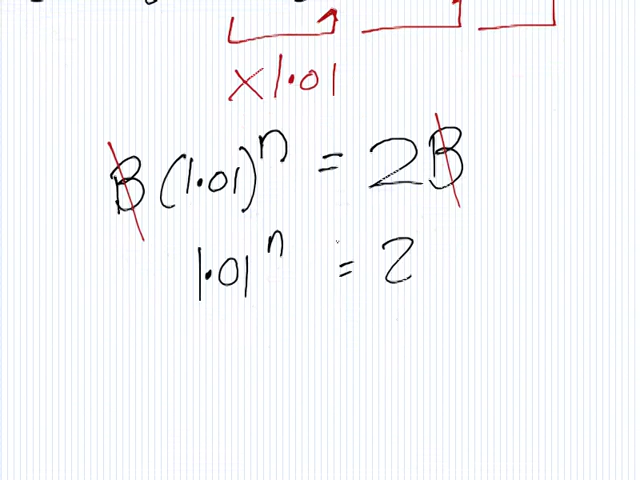 ×1·01
B(1·01)ⁿ = 2B
1·01ⁿ = 2